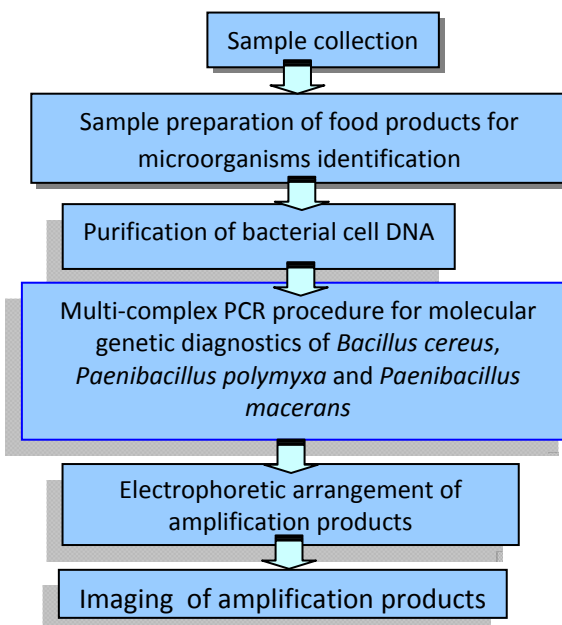 Sample collection
Sample preparation of food products for
microorganisms identification
Purification of bacterial cell DNA
Multi-complex PCR procedure for molecular
genetic diagnostics of Bacillus cereus,
Paenibacillus polymyxa and Paenibacillus
macerans
Electrophoretic arrangement of
amplification products
Imaging of amplification products